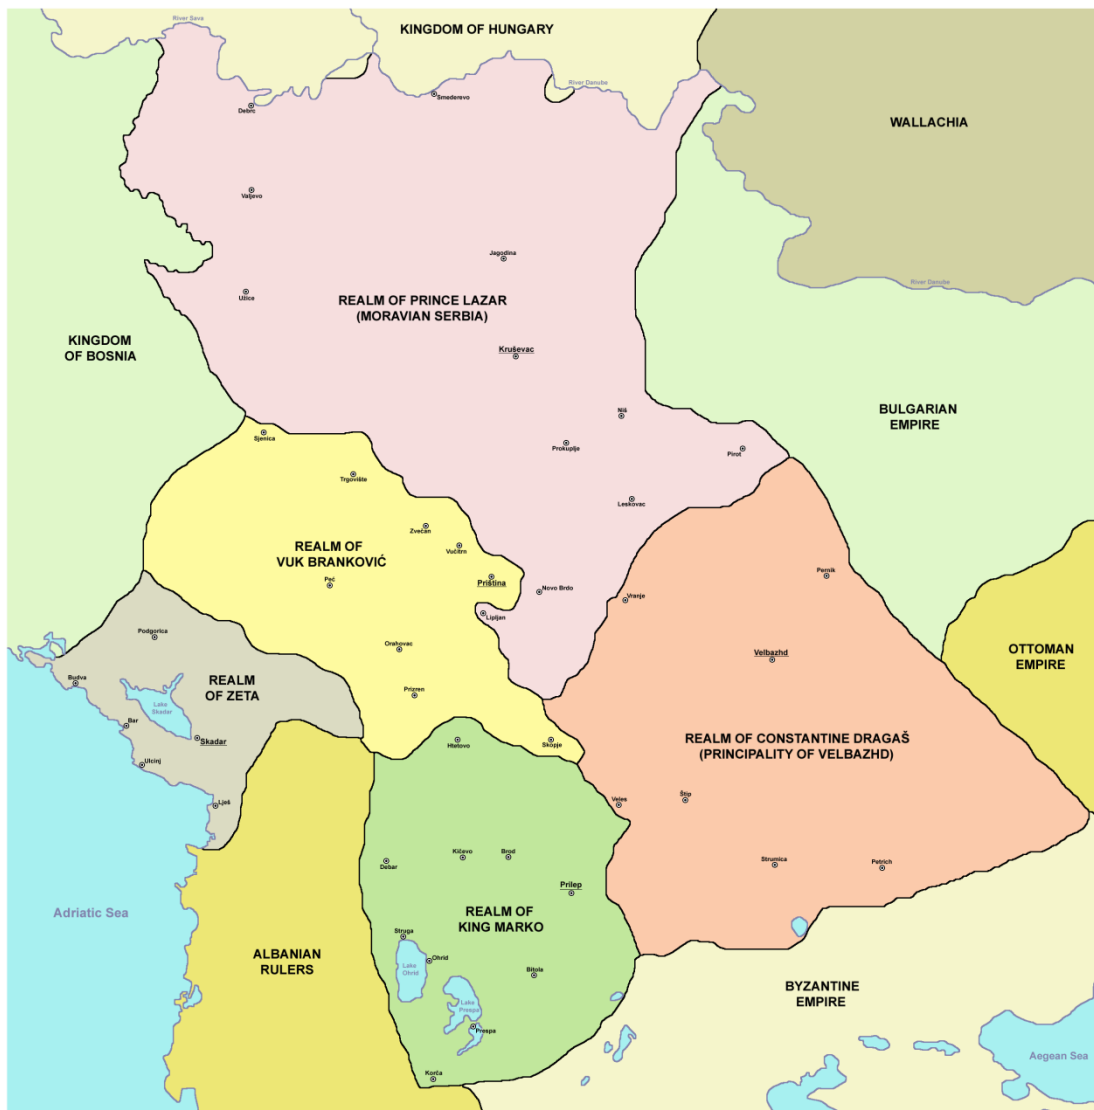 River Sava
KINGDOM OF HUNGARY
River Danube
Smederevo
Debrc
WALLACHIA
Valjevo
Jagodina
River Danube
Užice
REALM OF PRINCE LAZAR
(MORAVIAN SERBIA)
KINGDOM
OF BOSNIA
Kruševac
BULGARIAN
EMPIRE
Niš
Sjenica
Prokuplje
Pirot
Trgovište
Leskovac
Zvečan
REALM OF
VUK BRANKOVIĆ
Vučitrn
Peć
Priština
Novo Brdo
Vranje
Pernik
Lipljan
Podgorica
Orahovac
Velbazhd
OTTOMAN
EMPIRE
Budva
REALM
OF ZETA
Prizren
Lake
Skadar
Bar
Skadar
Htetovo
Skopje
REALM OF CONSTANTINE DRAGAŠ
(PRINCIPALITY OF VELBAZHD)
Ulcinj
Lješ
Veles
Štip
Debar
Kičevo
Brod
Strumica
Petrich
Prilep
Adriatic Sea
REALM OF
KING MARKO
Struga
ALBANIAN
RULERS
Ohrid
Lake
Ohrid
Bitola
BYZANTINE
EMPIRE
Lake
Prespa
Prespa
Aegean Sea
Korča